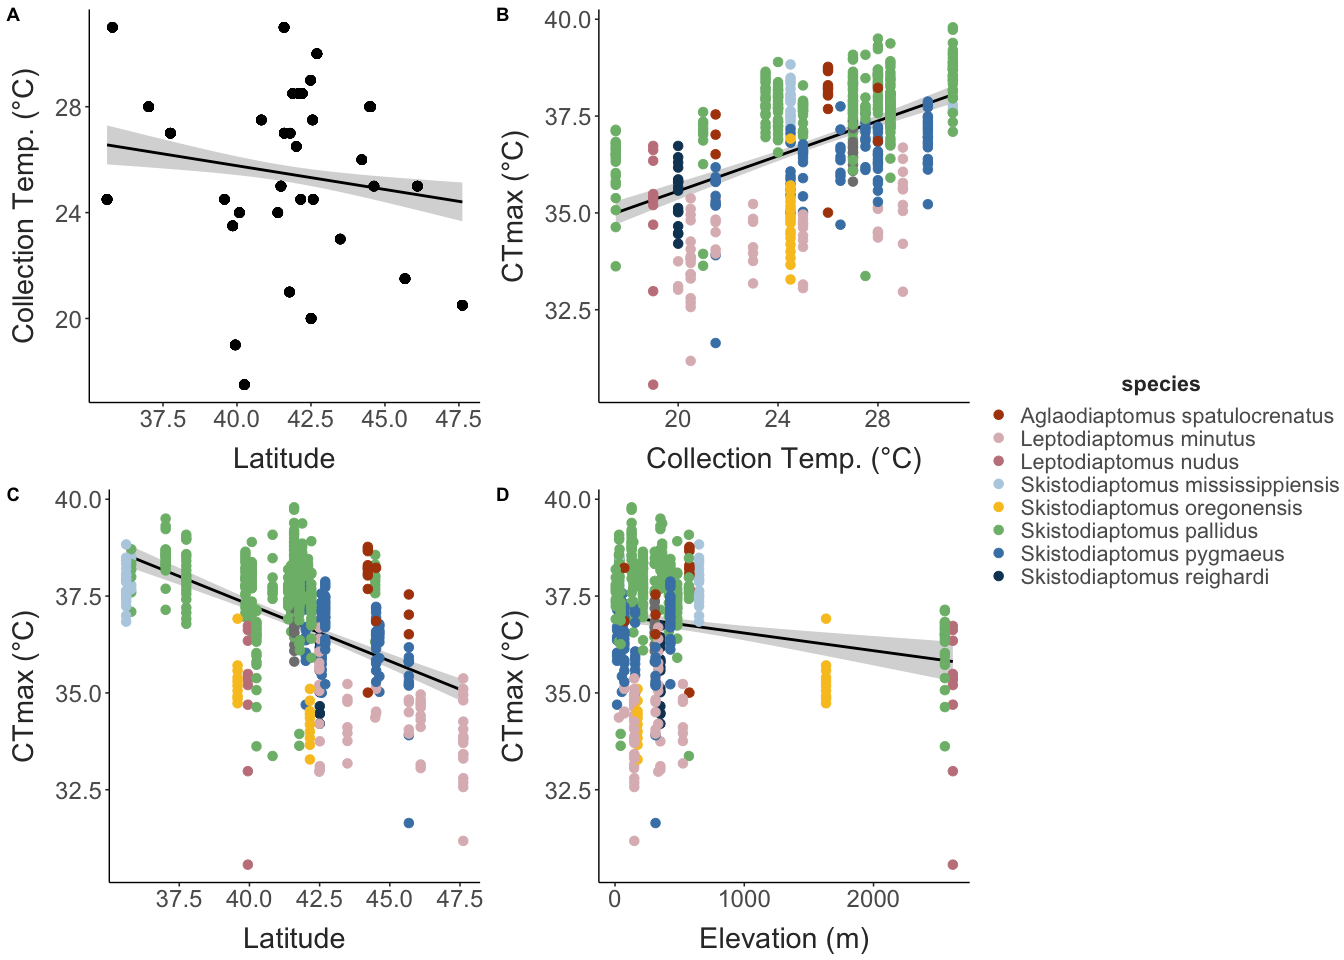 A
Collection Temp. (°C)
28
24
20
37.5 40.0 42.5 45.0 47.5
Latitude
B
CTmax (°C)
40.0
37.5
35.0
32.5
20 24 28
Collection Temp. (°C)
C
CTmax (°C)
40.0
37.5
35.0
32.5
37.5 40.0 42.5 45.0 47.5
Latitude
D
CTmax (°C)
40.0
37.5
35.0
32.5
0 1000 2000
Elevation (m)
species
Aglaodiaptomus spatulocrenatus
Leptodiaptomus minutus
Leptodiaptomus nudus
Skistodiaptomus mississippiensis
Skistodiaptomus oregonensis
Skistodiaptomus pallidus
Skistodiaptomus pygmaeus
Skistodiaptomus reighardi